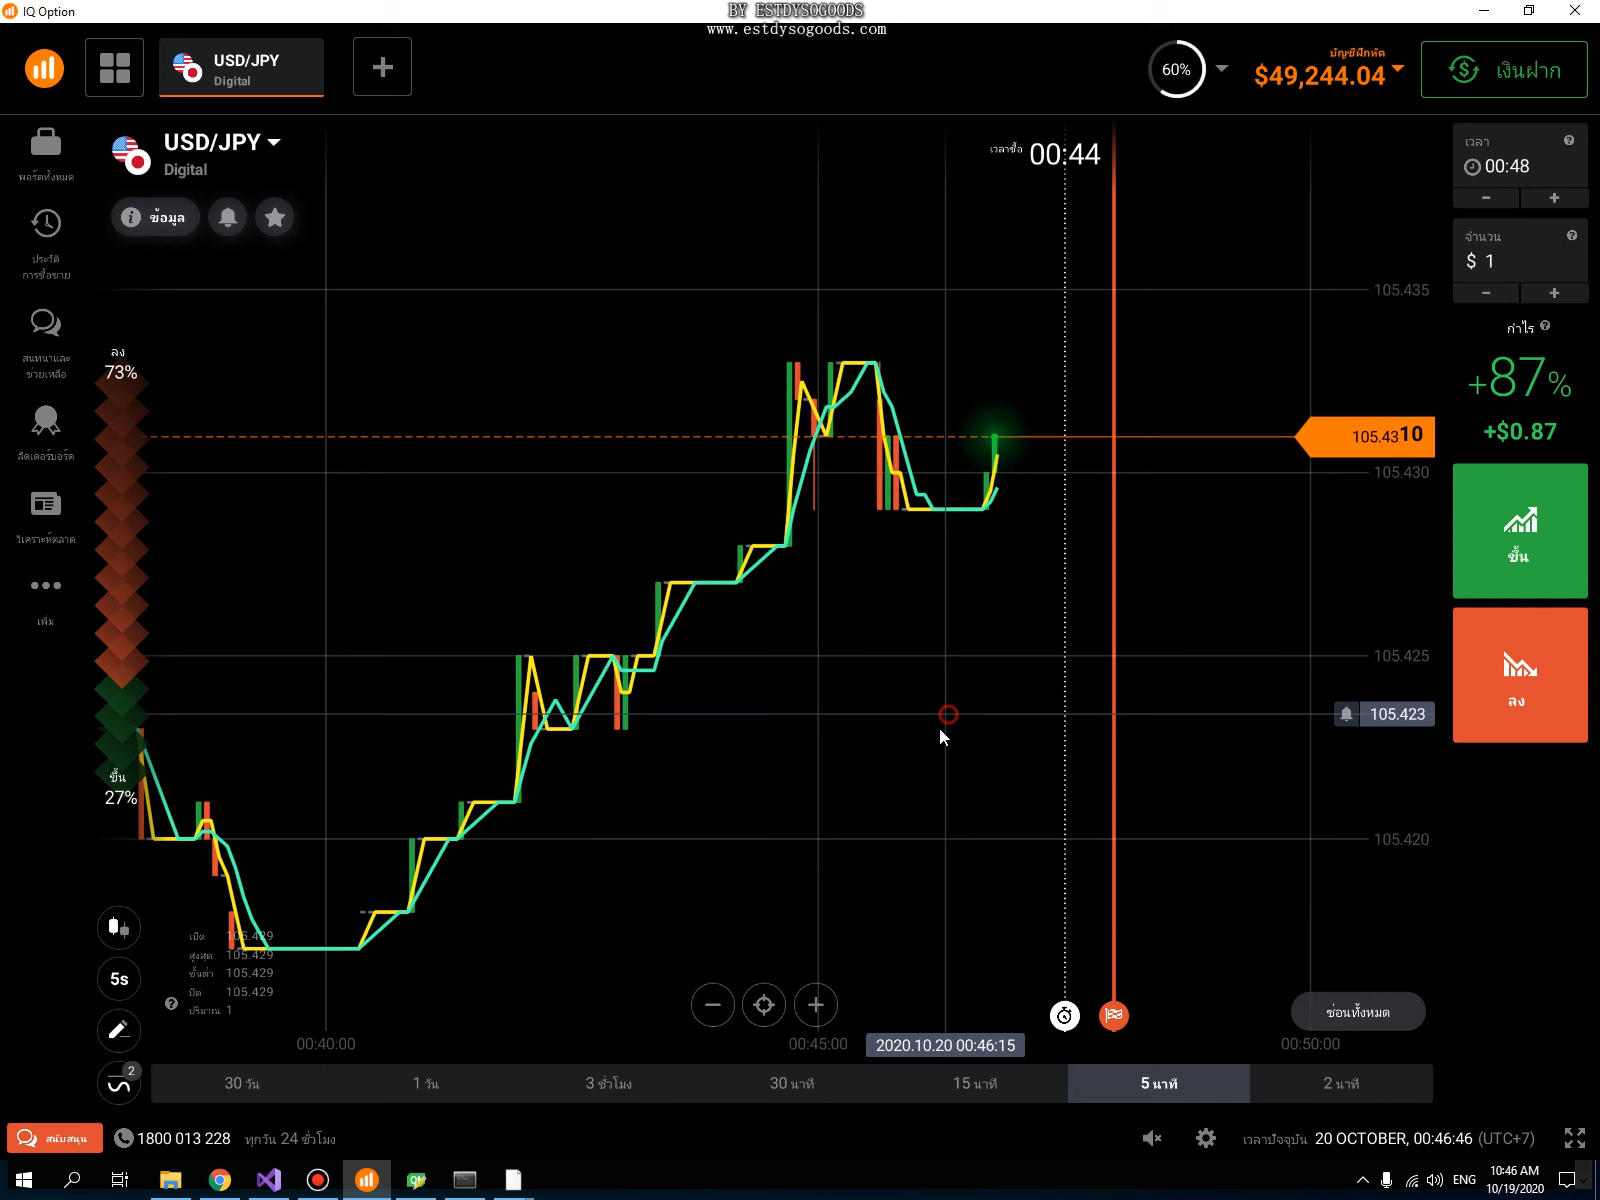 IQ Option
BY ESTDYSOGOODS
www.estdysogoods.com
USD/JPY
Digital
60%
บัญชีฝึกหัด
$49,244.04
เงินฝาก
USD/JPY
Digital
ข้อมูล
เวลาซื้อ 00:44
เวลา
00:48
จำนวน
$ 1
กำไร
+87%
+$0.87
ขึ้น
ลง
พอร์ตทั้งหมด
ประวัติ
การซื้อขาย
สนทนาและ
ช่วยเหลือ
ลีดเดอร์บอร์ด
วิเคราะห์ตลาด
เพิ่ม
ลง
73%
ขึ้น
27%
105.435
105.4310
105.430
105.425
105.423
105.420
5s
2
เปิด 105.429
สูงสุด 105.429
ขั้นต่ำ 105.429
ปิด 105.429
ปริมาณ 1
ซ่อนทั้งหมด
00:40:00
00:45:00
2020.10.20 00:46:15
00:50:00
30 วัน
1 วัน
3 ชั่วโมง
30 นาที
15 นาที
5 นาที
2 นาที
สนับสนุน
1800 013 228 ทุกวัน 24 ชั่วโมง
เวลาปัจจุบัน 20 OCTOBER, 00:46:46 (UTC+7)
ENG
10:46 AM
10/19/2020